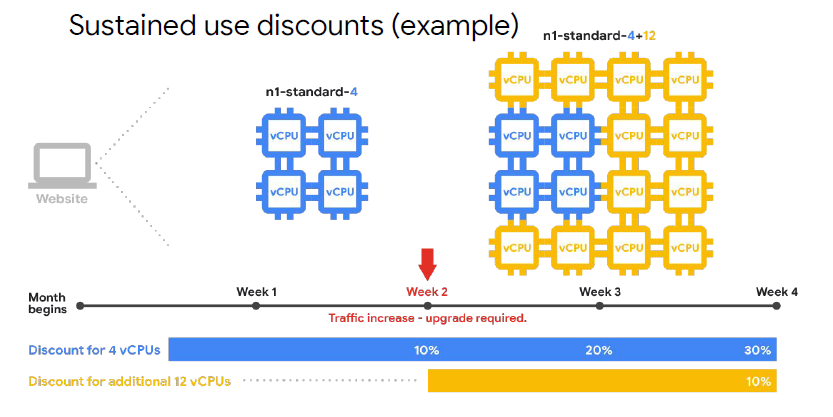 Sustained use discounts (example)
n1-standard-4+12
n1-standard-4
vCPU vCPU vCPU vCPU
vCPU vCPU
vCPU vCPU vCPU vCPU
vCPU vCPU
vCPU vCPU vCPU vCPU
vCPU vCPU vCPU vCPU
Website
Month begins
Week 1
Week 2
Week 3
Week 4
Traffic increase - upgrade required.
Discount for 4 vCPUs
10%
20%
30%
Discount for additional 12 vCPUs
10%